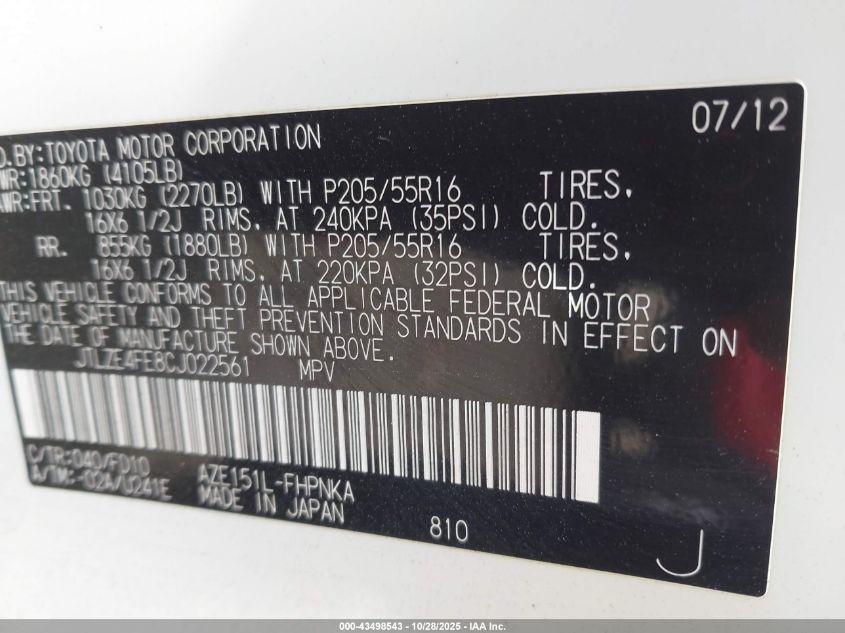 07/12
D.BY:TOYOTA MOTOR CORPORATION
WR:1860KG (4105LB)
WR:FRT. 1030KG (2270LB) WITH P205/55R16 TIRES,
16X6 1/2J RIMS, AT 240KPA (35PSI) COLD.
RR. 855KG (1880LB) WITH P205/55R16 TIRES,
16X6 1/2J RIMS, AT 220KPA (32PSI) COLD.
THIS VEHICLE CONFORMS TO ALL APPLICABLE FEDERAL MOTOR
VEHICLE SAFETY AND THEFT PREVENTION STANDARDS IN EFFECT ON
THE DATE OF MANUFACTURE SHOWN ABOVE.
JTLZE4FE8CJ022561 MPV
C/TR:040/FD10 AZE151L-FHPNKA
A/TM:-02A/U241E MADE IN JAPAN
810
J
000-43498543 - 10/28/2025 - IAA Inc.